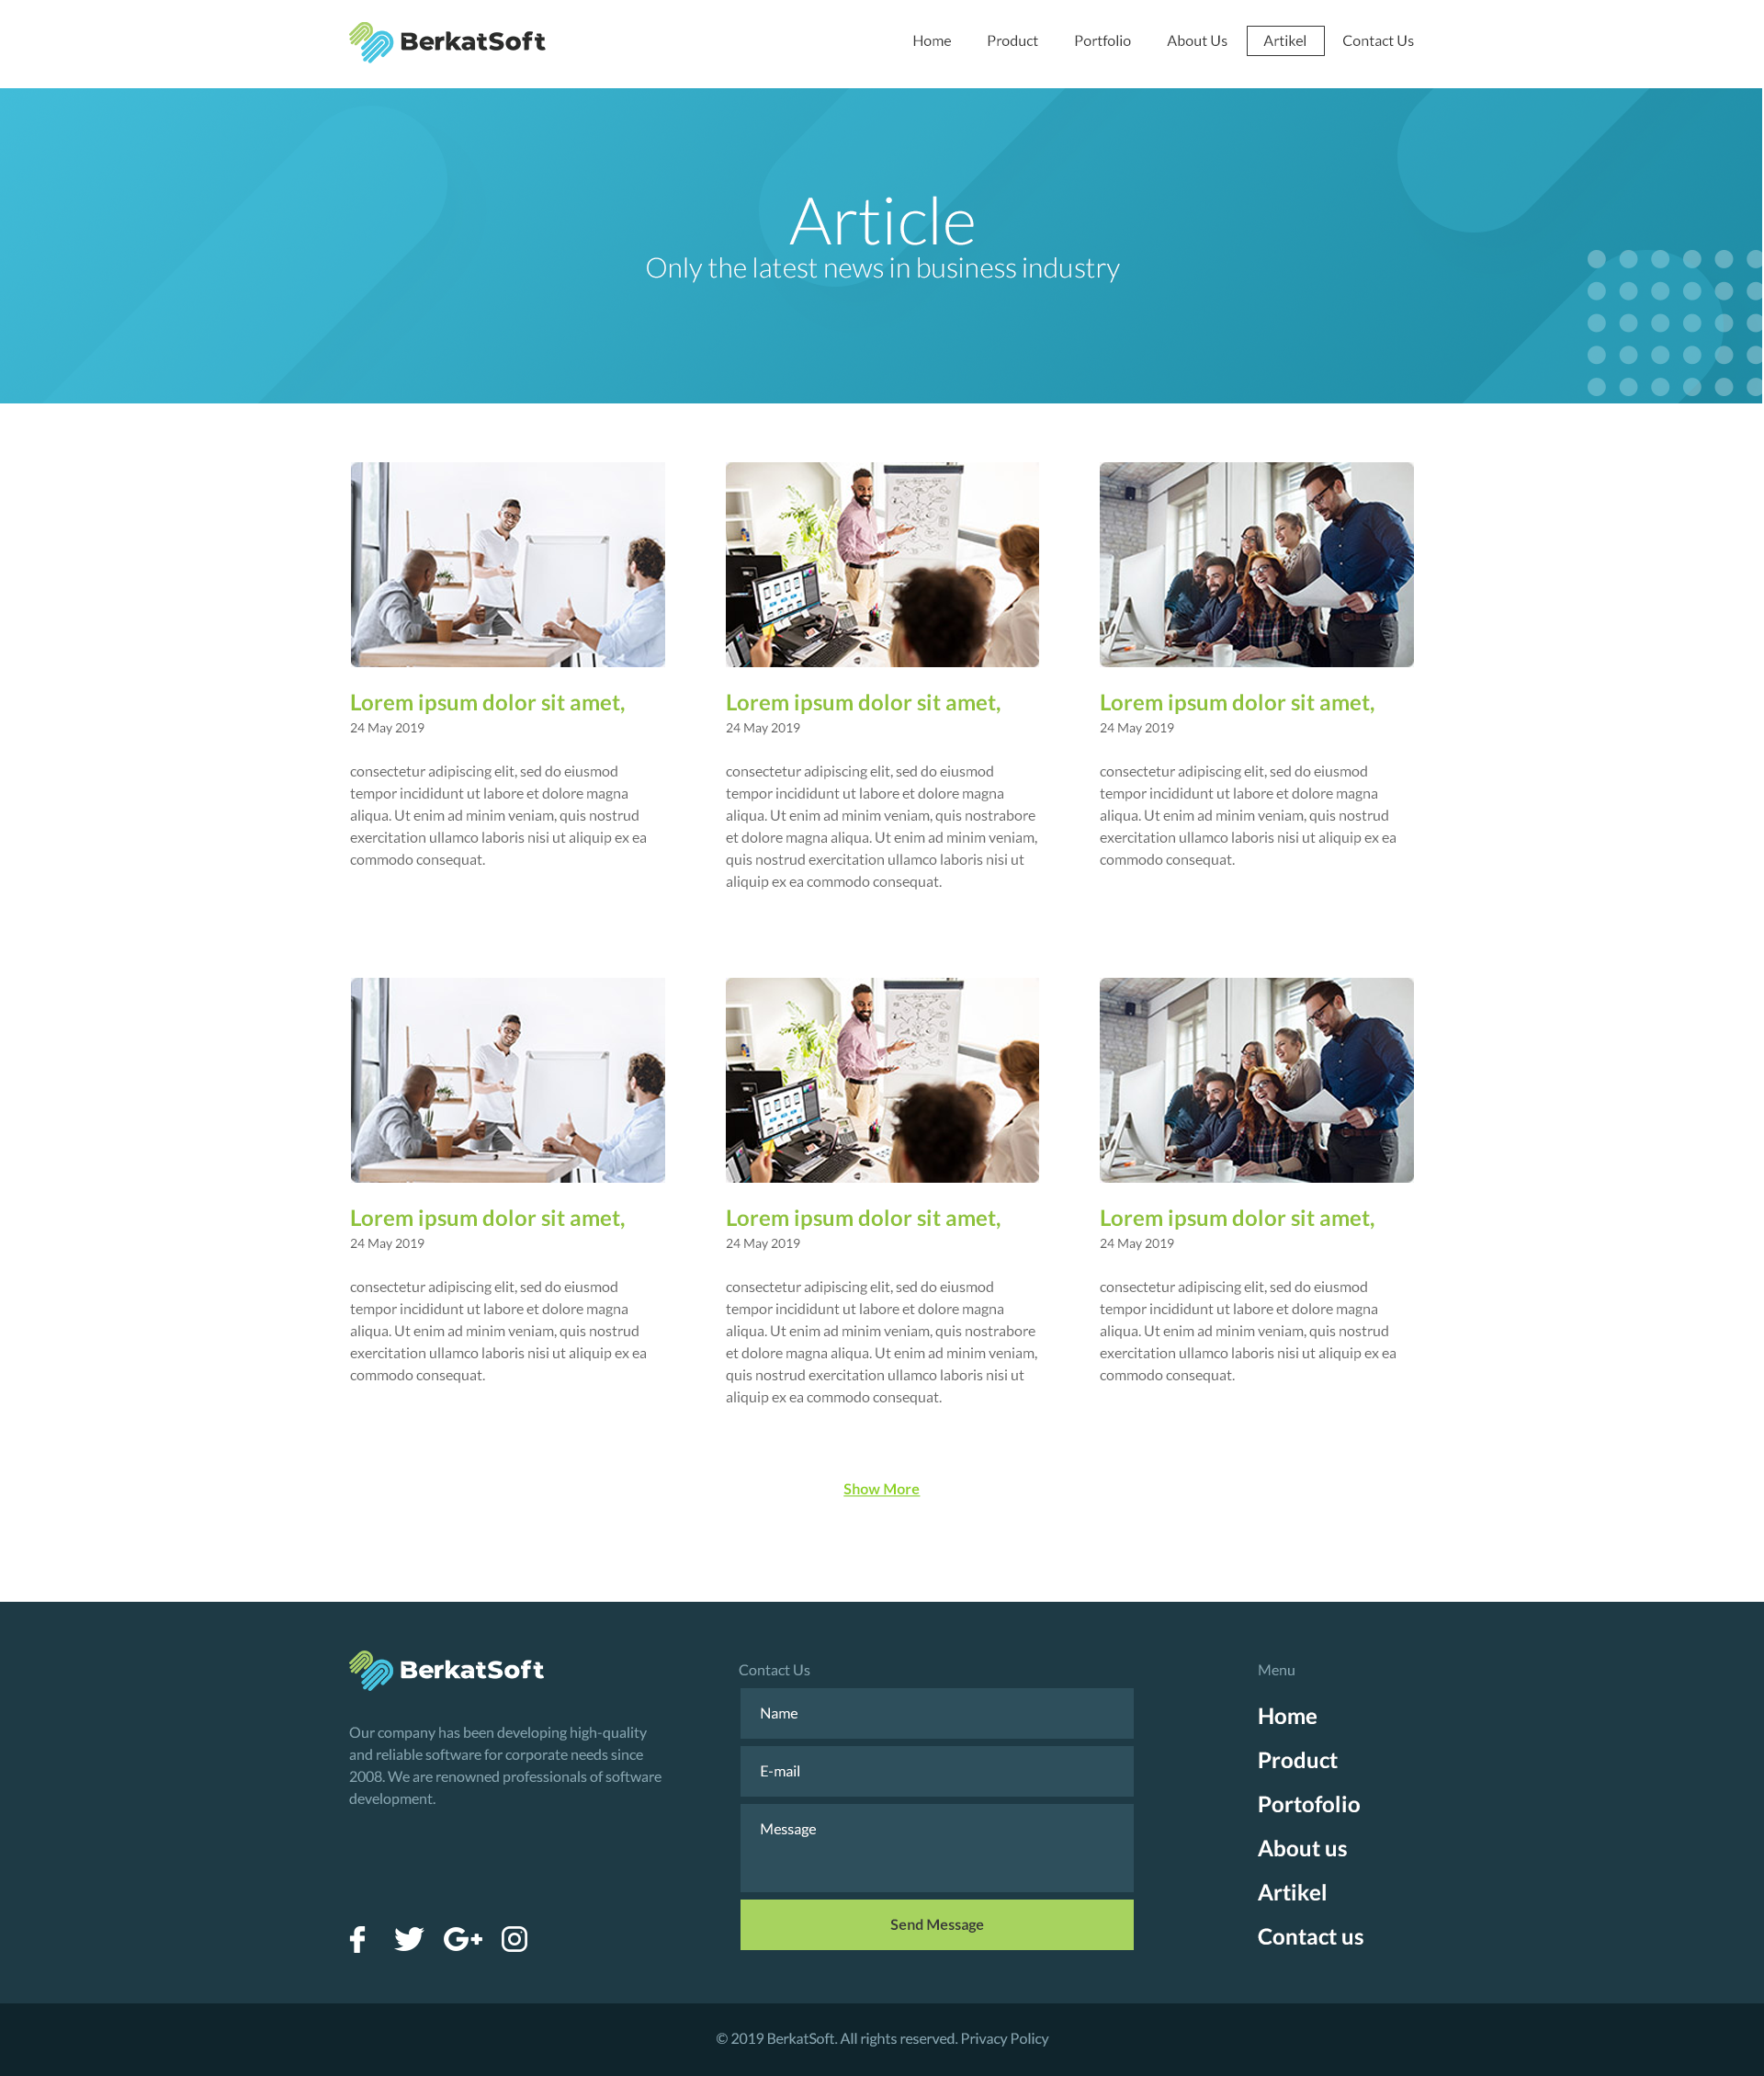 BerkatSoft
Home Product Portfolio About Us Artikel Contact Us
Article
Only the latest news in business industry
Lorem ipsum dolor sit amet,
24 May 2019
consectetur adipiscing elit, sed do eiusmod
tempor incididunt ut labore et dolore magna
aliqua. Ut enim ad minim veniam, quis nostrud
exercitation ullamco laboris nisi ut aliquip ex ea
commodo consequat.
Lorem ipsum dolor sit amet,
24 May 2019
consectetur adipiscing elit, sed do eiusmod
tempor incididunt ut labore et dolore magna
aliqua. Ut enim ad minim veniam, quis nostrabore
et dolore magna aliqua. Ut enim ad minim veniam,
quis nostrud exercitation ullamco laboris nisi ut
aliquip ex ea commodo consequat.
Lorem ipsum dolor sit amet,
24 May 2019
consectetur adipiscing elit, sed do eiusmod
tempor incididunt ut labore et dolore magna
aliqua. Ut enim ad minim veniam, quis nostrud
exercitation ullamco laboris nisi ut aliquip ex ea
commodo consequat.
Lorem ipsum dolor sit amet,
24 May 2019
consectetur adipiscing elit, sed do eiusmod
tempor incididunt ut labore et dolore magna
aliqua. Ut enim ad minim veniam, quis nostrud
exercitation ullamco laboris nisi ut aliquip ex ea
commodo consequat.
Lorem ipsum dolor sit amet,
24 May 2019
consectetur adipiscing elit, sed do eiusmod
tempor incididunt ut labore et dolore magna
aliqua. Ut enim ad minim veniam, quis nostrabore
et dolore magna aliqua. Ut enim ad minim veniam,
quis nostrud exercitation ullamco laboris nisi ut
aliquip ex ea commodo consequat.
Lorem ipsum dolor sit amet,
24 May 2019
consectetur adipiscing elit, sed do eiusmod
tempor incididunt ut labore et dolore magna
aliqua. Ut enim ad minim veniam, quis nostrud
exercitation ullamco laboris nisi ut aliquip ex ea
commodo consequat.
Show More
BerkatSoft
Our company has been developing high-quality
and reliable software for corporate needs since
2008. We are renowned professionals of software
development.
Contact Us
Name
E-mail
Message
Send Message
Menu
Home
Product
Portofolio
About us
Artikel
Contact us
© 2019 BerkatSoft. All rights reserved. Privacy Policy